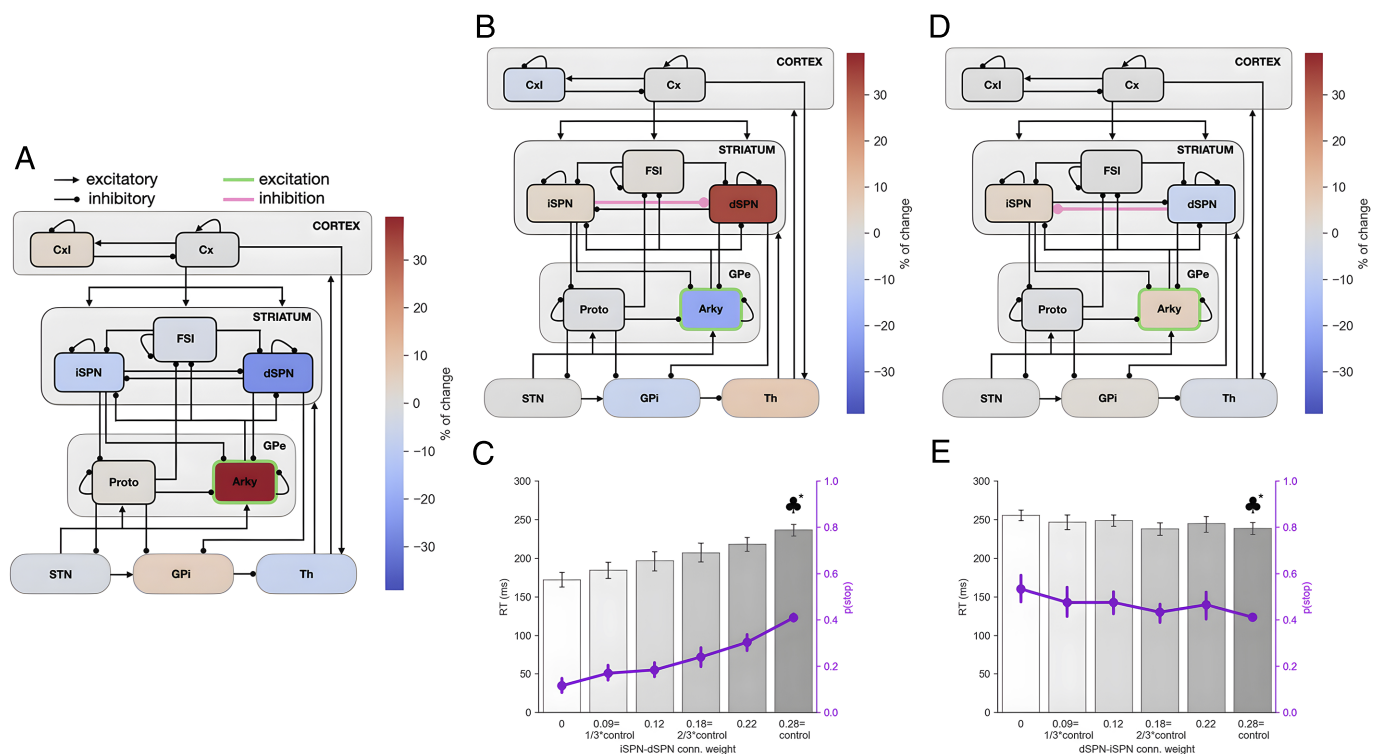 A
excitatory
excitation
inhibitory
inhibition
CORTEX
CxI
Cx
STRIATUM
FSI
iSPN
dSPN
GPe
Proto
Arky
STN
GPi
Th
30
20
10
0
−10
−20
−30
% of change
B
CORTEX
CxI
Cx
STRIATUM
FSI
iSPN
dSPN
GPe
Proto
Arky
STN
GPi
Th
30
20
10
0
−10
−20
−30
% of change
C
300
250
200
150
100
50
0
RT (ms)
♣*
1.0
0.8
0.6
0.4
0.2
0.0
p(stop)
0 0.09= 0.12 0.18= 0.22 0.28=
1/3*control 2/3*control control
iSPN-dSPN conn. weight
D
CORTEX
CxI
Cx
STRIATUM
FSI
iSPN
dSPN
GPe
Proto
Arky
STN
GPi
Th
30
20
10
0
−10
−20
−30
% of change
E
300
250
200
150
100
50
0
RT (ms)
♣*
1.0
0.8
0.6
0.4
0.2
0.0
p(stop)
0 0.09= 0.12 0.18= 0.22 0.28=
1/3*control 2/3*control control
dSPN-iSPN conn. weight